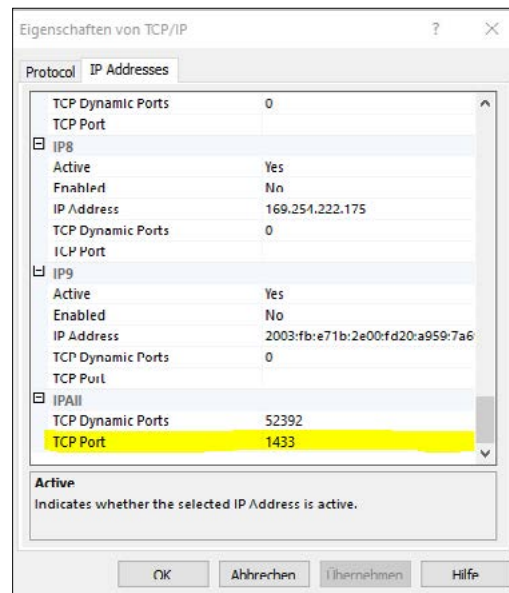 Eigenschaften von TCP/IP ?
Protocol IP Addresses
TCP Dynamic Ports 0
TCP Port
IP8
Active Yes
Enabled No
IP Address 169.254.222.175
TCP Dynamic Ports 0
TCP Port
IP9
Active Yes
Enabled No
IP Address 2003:fb:e71b:2e00:fd20:a959:7a6
TCP Dynamic Ports 0
TCP Port
IPAll
TCP Dynamic Ports 52392
TCP Port 1433
Active
Indicates whether the selected IP Address is active.
OK Abbrechen Übernehmen Hilfe